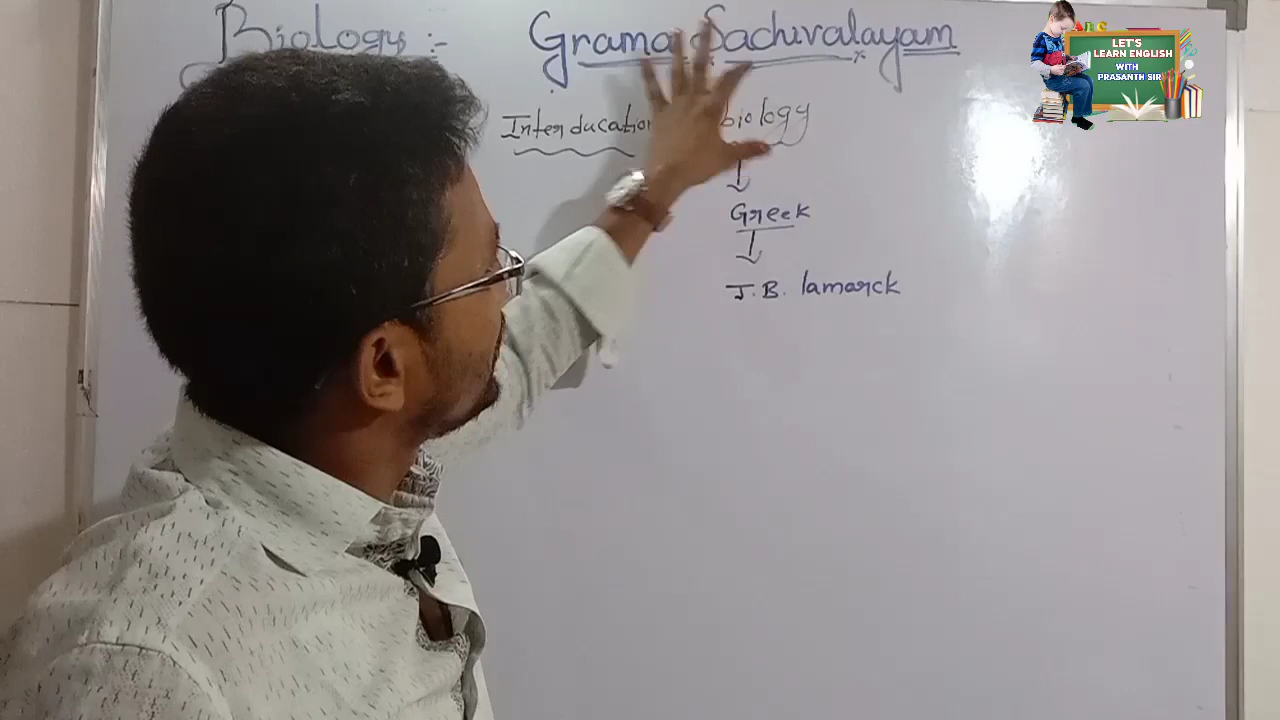 Biology :- Grama Sachivalayam
Interducation biology
Greek
J.B. lamarck
LET'S
LEARN ENGLISH
WITH
PRASANTH SIR